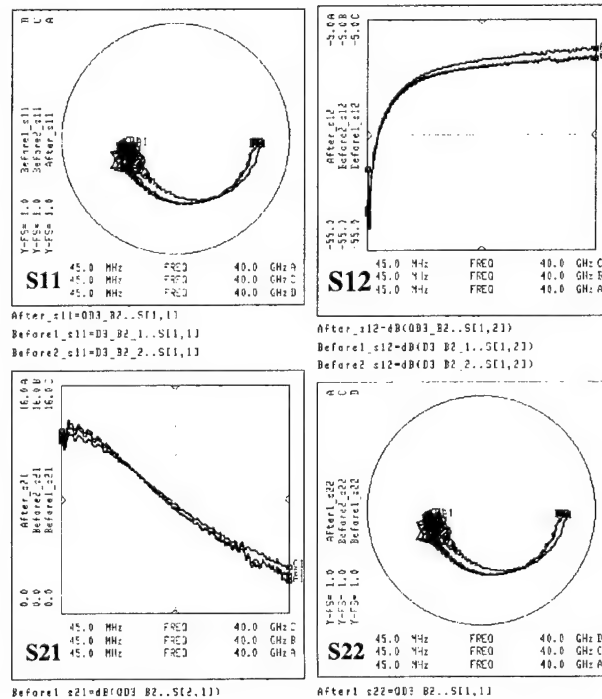 Y-FS= 1.0 Before1_s11 B
Y-FS= 1.0 Before2_s11 C
Y-FS= 1.0 After_s11 A
S11
45.0 MHz FREQ 40.0 GHz A
45.0 MHz FREQ 40.0 GHz C
45.0 MHz FREQ 40.0 GHz B
After_s11=QD3_B2..S[1,1]
Before1_s11=D3_B2_1..S[1,1]
Before2_s11=D3_B2_2..S[1,1]
-55.0 After_s12 -5.0 A
-55.0 Before2_s12 -5.0 B
-55.0 Before1_s12 -5.0 C
S12
45.0 MHz FREQ 40.0 GHz C
45.0 MHz FREQ 40.0 GHz B
45.0 MHz FREQ 40.0 GHz A
After_s12=dB(QD3_B2..S[1,2])
Before1_s12=dB(D3_B2_1..S[1,2])
Before2_s12=dB(D3_B2_2..S[1,2])
0.0 After_s21 16.0 A
0.0 Before2_s21 16.0 B
0.0 Before1_s21 16.0 C
S21
45.0 MHz FREQ 40.0 GHz C
45.0 MHz FREQ 40.0 GHz B
45.0 MHz FREQ 40.0 GHz A
Before1_s21=dB(QD3_B2..S[2,1])
Y-FS= 1.0 After1_s22 A
Y-FS= 1.0 Before2_s22 C
Y-FS= 1.0 Before1_s22 B
S22
45.0 MHz FREQ 40.0 GHz B
45.0 MHz FREQ 40.0 GHz C
45.0 MHz FREQ 40.0 GHz A
After1_s22=QD3_B2..S[1,1]